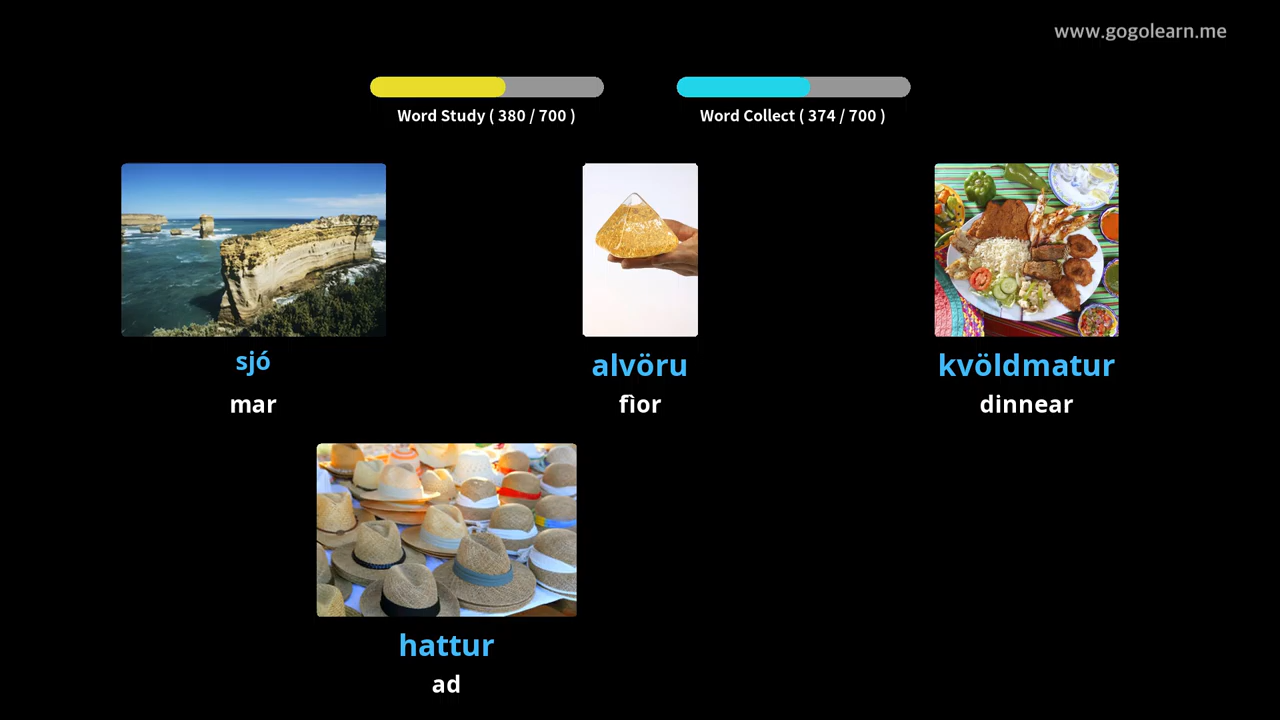 www.gogolearn.me
Word Study ( 380 / 700 )
Word Collect ( 374 / 700 )
sjó
mar
alvöru
fìor
kvöldmatur
dinnear
hattur
ad